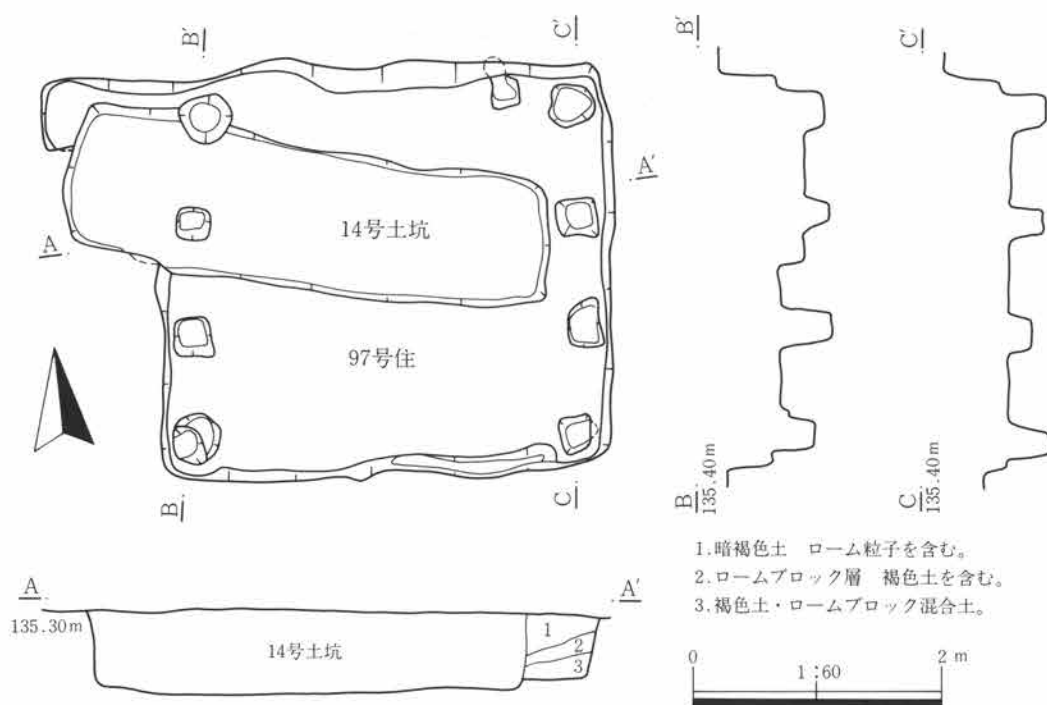 B′
C′
A′
14号土坑
A
97号住
B
C
B′
C′
B
135.40m
C
135.40m
1.暗褐色土　ローム粒子を含む。
2.ロームブロック層　褐色土を含む。
3.褐色土・ロームブロック混合土。
A
A′
135.30m
14号土坑
1
2
3
0
1:60
2 m